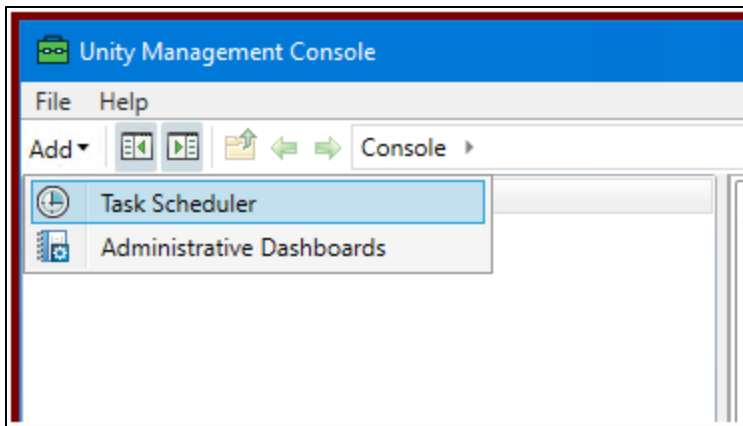 Unity Management Console
File Help
Add Console
Task Scheduler
Administrative Dashboards